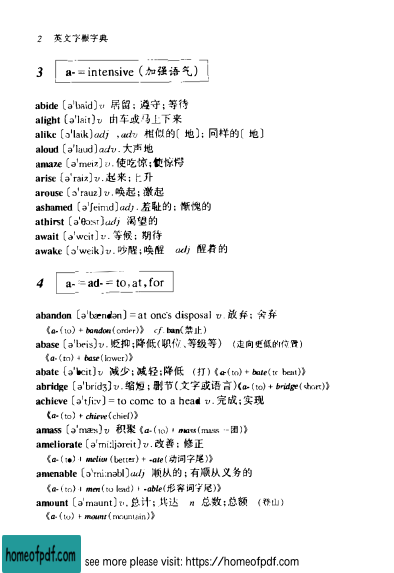 2 英文字根字典
3 a- = intensive (加强语气)
abide [ə'baid] v 居留; 遵守; 等待
alight [ə'lait] v 由车或马上下来
alike [ə'laik] adj , adv 相似的[ 地]; 同样的[ 地]
aloud [ə'laud] adv. 大声地
amaze [ə'meiz] v. 使吃惊; 使惊愕
arise [ə'raiz] v. 起来; 上升
arouse [ə'rauz] v. 唤起; 激起
ashamed [ə'ʃeimd] adj. 羞耻的; 惭愧的
athirst [ə'θə:st] adj 渴望的
await [ə'weit] v. 等候; 期待
awake [ə'weik] v. 吵醒; 唤醒 adj 醒着的
4 a- = ad- = to, at, for
abandon [ə'bændən] = at one's disposal v. 放弃; 舍弃
《a- (to) + bandon (order)》 cf. ban (禁止)
abase [ə'beis] v. 贬抑; 降低(职位、等级等) (走向更低的位置)
《a- (to) + base (lower)》
abate [ə'beit] v 减少; 减轻; 降低 (打)《a- (to) + bate (to beat)》
abridge [ə'bridʒ] v. 缩短; 删节(文字或语言)《a- (to) + bridge (short)》
achieve [ə'tʃi:v] = to come to a head v. 完成; 实现
《a- (to) + chieve (chief)》
amass [ə'mæs] v 积聚《a- (to) + mass (mass 一团)》
ameliorate [ə'mi:ljəreit] v. 改善; 修正
《a- (to) + melior (better) + -ate (动词字尾)》
amenable [ə'mi:nəbl] adj 顺从的; 有顺从义务的
《a- (to) + men (to lead) + -able (形容词字尾)》
amount [ə'maunt] v. 总计; 共达 n 总数; 总额 (登山)
《a- (to) + mount (mountain)》
homeofpdf.com see more please visit: https://homeofpdf.com